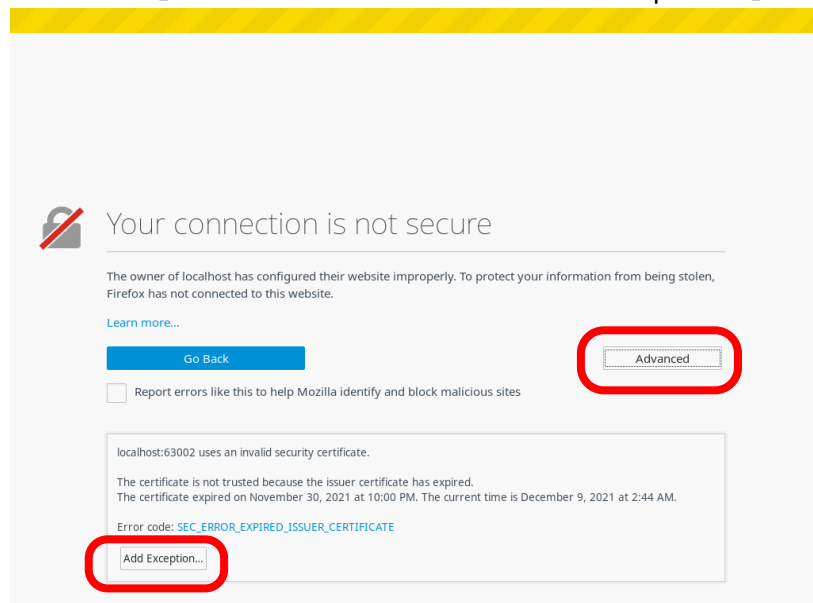 Your connection is not secure
The owner of localhost has configured their website improperly. To protect your information from being stolen,
Firefox has not connected to this website.
Learn more...
Go Back
Advanced
Report errors like this to help Mozilla identify and block malicious sites
localhost:63002 uses an invalid security certificate.
The certificate is not trusted because the issuer certificate has expired.
The certificate expired on November 30, 2021 at 10:00 PM. The current time is December 9, 2021 at 2:44 AM.
Error code: SEC_ERROR_EXPIRED_ISSUER_CERTIFICATE
Add Exception...